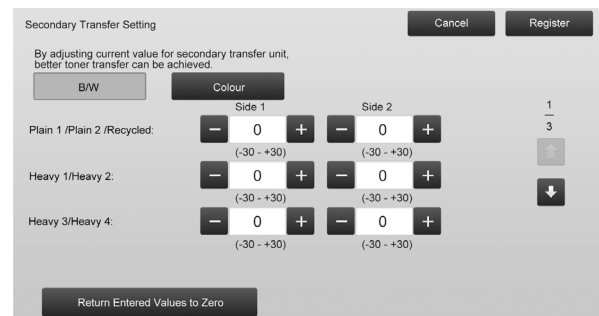 Secondary Transfer Setting
Cancel
Register
By adjusting current value for secondary transfer unit,
better toner transfer can be achieved.
B/W
Colour
Side 1
Side 2
1
3
Plain 1 /Plain 2 /Recycled:
− 0 + − 0 +
(-30 - +30) (-30 - +30)
Heavy 1/Heavy 2:
− 0 + − 0 +
(-30 - +30) (-30 - +30)
Heavy 3/Heavy 4:
− 0 + − 0 +
(-30 - +30) (-30 - +30)
Return Entered Values to Zero